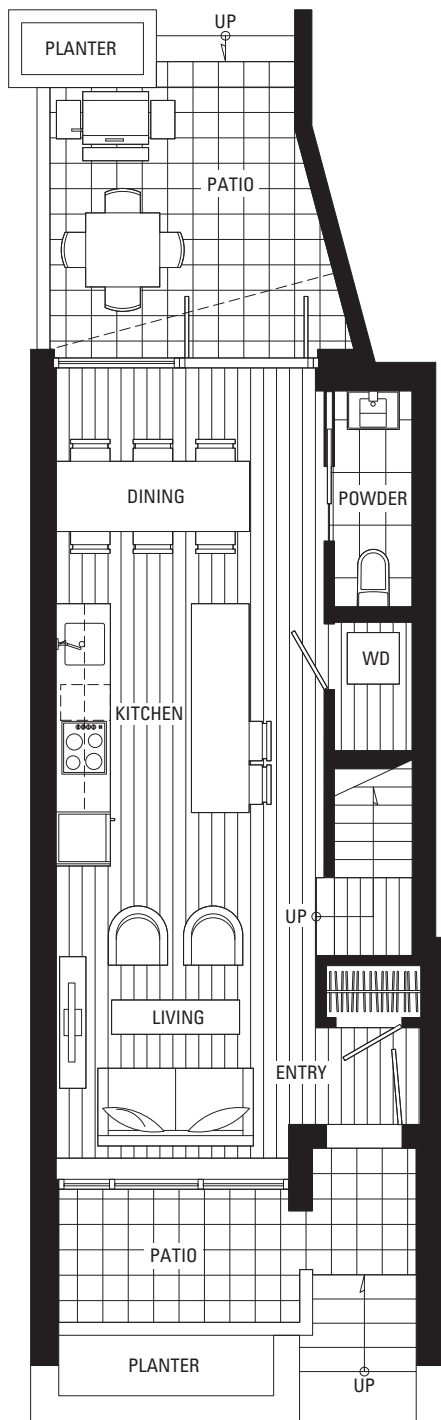 UP
PLANTER
PATIO
DINING
POWDER
WD
KITCHEN
UP
LIVING
ENTRY
PATIO
PLANTER
UP